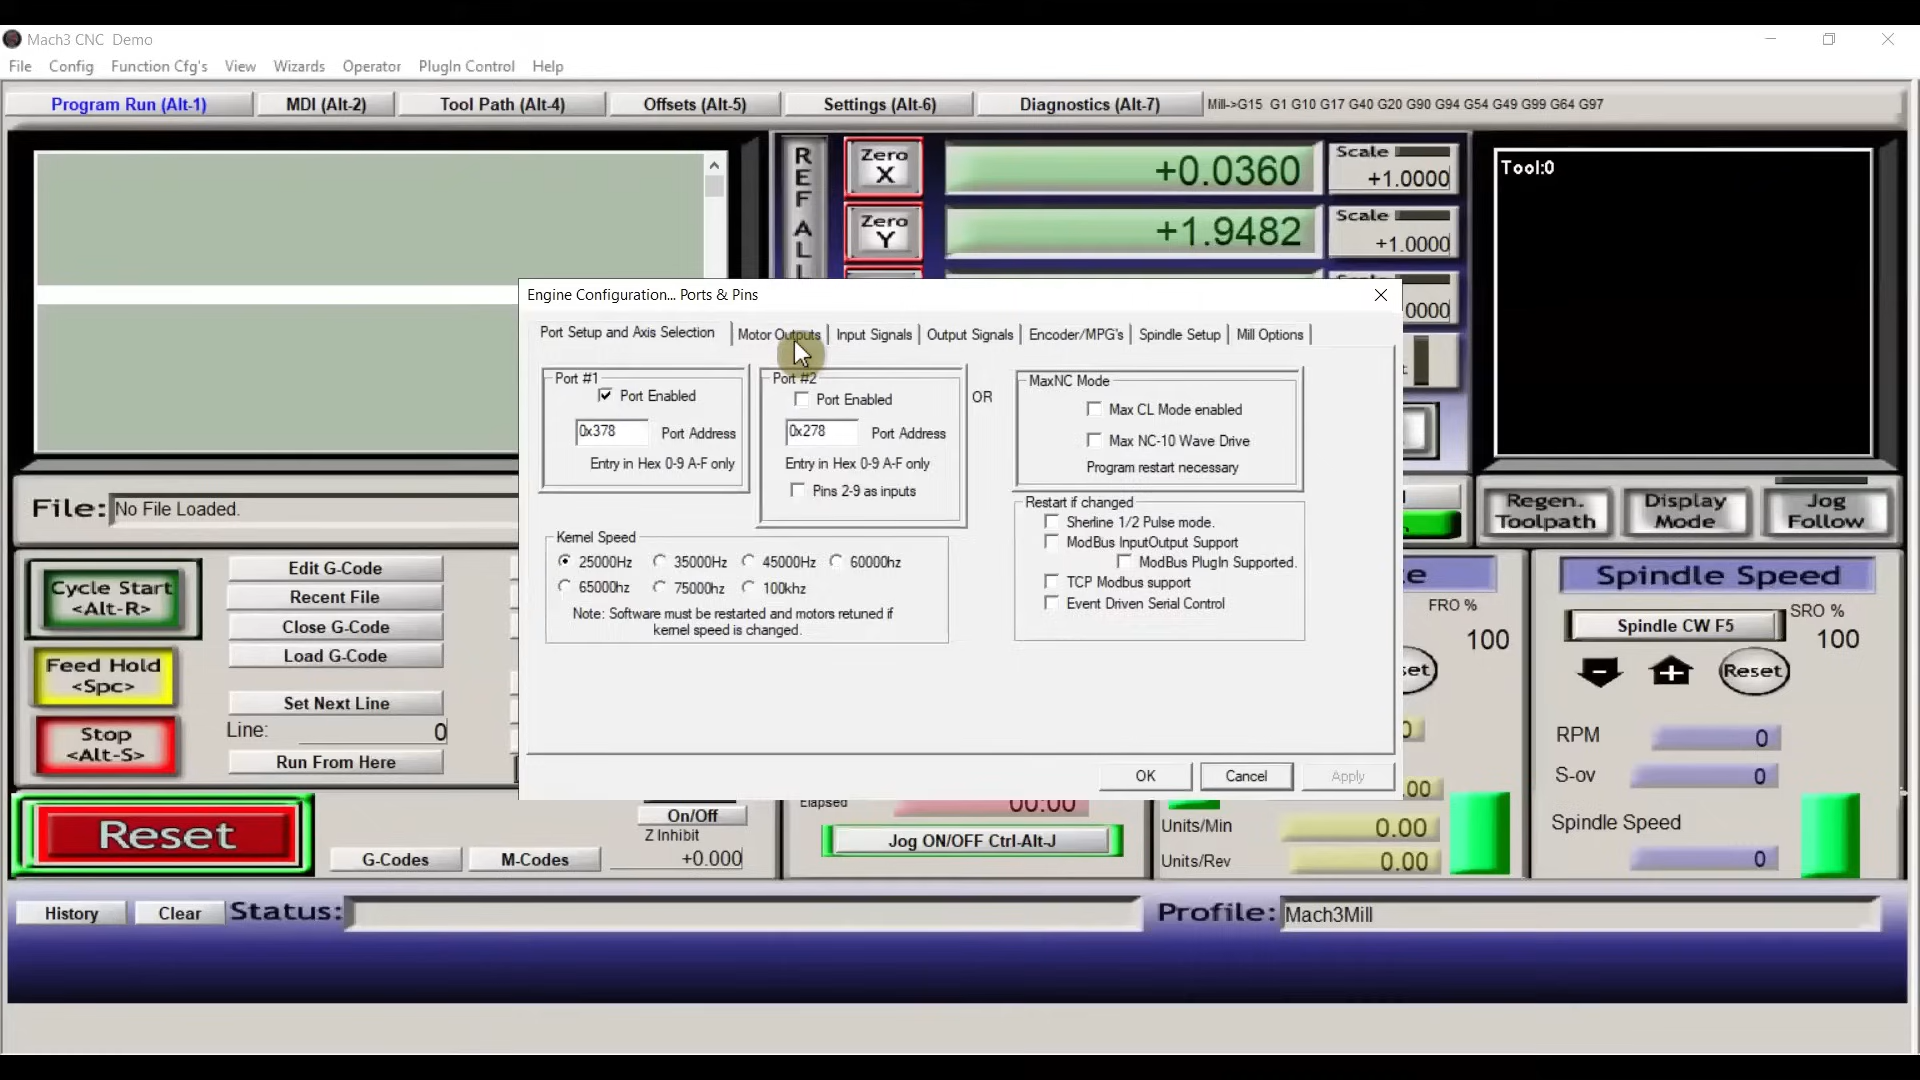 Mach3 CNC Demo
File Config Function Cfg's View Wizards Operator PlugIn Control Help
Program Run (Alt-1) MDI (Alt-2) Tool Path (Alt-4) Offsets (Alt-5) Settings (Alt-6) Diagnostics (Alt-7) Mill->G15 G1 G10 G17 G40 G20 G90 G94 G54 G49 G99 G64 G97
REF ALL
Zero X +0.0360 Scale +1.0000
Zero Y +1.9482 Scale +1.0000
0000
Tool:0
Engine Configuration... Ports & Pins
Port Setup and Axis Selection Motor Outputs Input Signals Output Signals Encoder/MPG's Spindle Setup Mill Options
Port #1
Port Enabled
0x378 Port Address
Entry in Hex 0-9 A-F only
Port #2
Port Enabled
0x278 Port Address
Entry in Hex 0-9 A-F only
Pins 2-9 as inputs
OR
MaxNC Mode
Max CL Mode enabled
Max NC-10 Wave Drive
Program restart necessary
Kernel Speed
25000Hz 35000Hz 45000Hz 60000hz
65000hz 75000hz 100khz
Note: Software must be restarted and motors retuned if
kernel speed is changed.
Restart if changed
Sherline 1/2 Pulse mode.
ModBus InputOutput Support
ModBus PlugIn Supported.
TCP Modbus support
Event Driven Serial Control
OK Cancel Apply
File: No File Loaded.
Regen. Toolpath
Display Mode
Jog Follow
Cycle Start
<Alt-R>
Feed Hold
<Spc>
Stop
<Alt-S>
Edit G-Code
Recent File
Close G-Code
Load G-Code
Set Next Line
Line: 0
Run From Here
FRO %
100
Spindle Speed
Spindle CW F5
SRO %
100
Reset
RPM 0
S-ov 0
Spindle Speed
0
Reset
G-Codes M-Codes
On/Off
Z Inhibit
+0.000
Elapsed 00:00
Jog ON/OFF Ctrl-Alt-J
.00
Units/Min 0.00
Units/Rev 0.00
History Clear Status:
Profile: Mach3Mill